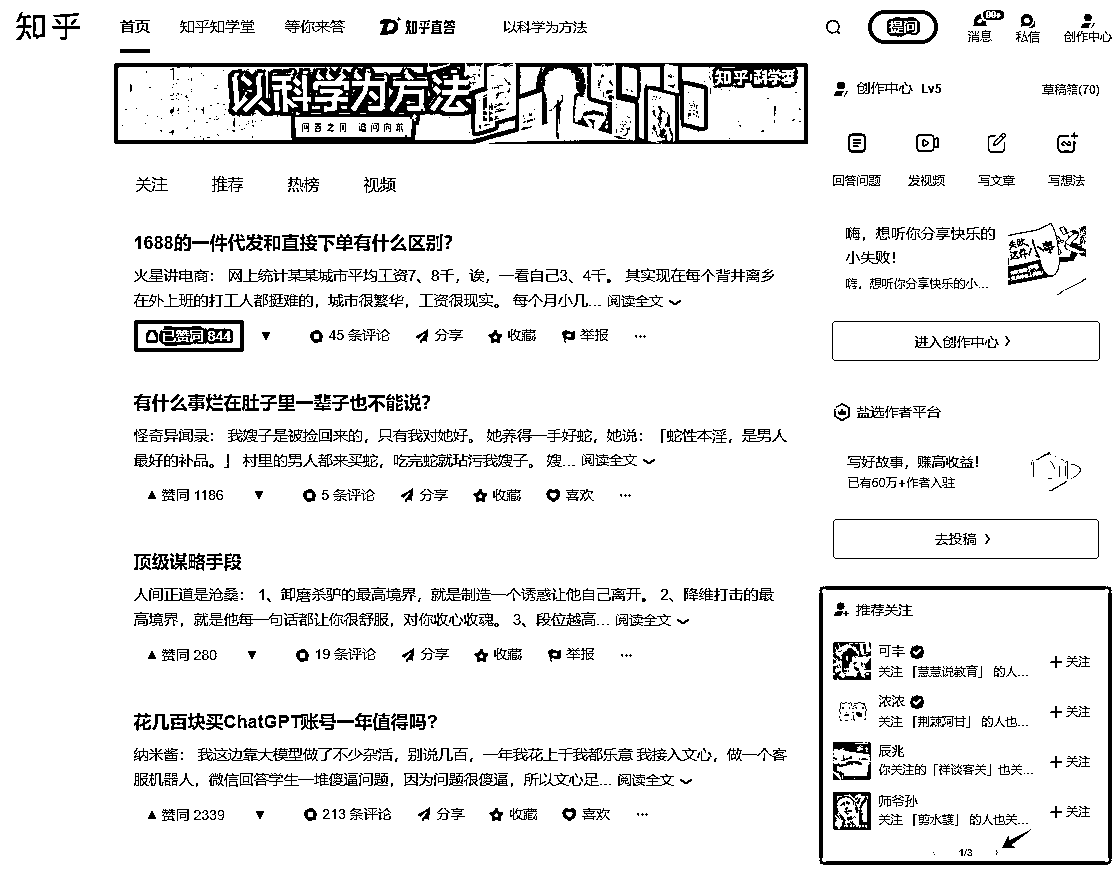 知乎 首页 知乎知学堂 等你来答 知乎直答 以科学为方法 提问 99+ 消息 私信 创作中心
以科学为方法
问答之间 追问内求
知乎 科学季
关注 推荐 热榜 视频
1688的一件代发和直接下单有什么区别?
火星讲电商: 网上统计某某城市平均工资7、8千,诶,一看自己3、4千。 其实现在每个背井离乡
在外上班的打工人都挺难的,城市很繁华,工资很现实。 每个月小几... 阅读全文
已赞同 844 45 条评论 分享 收藏 举报 ...
有什么事烂在肚子里一辈子也不能说?
怪奇异闻录: 我嫂子是被捡回来的,只有我对她好。 她养得一手好蛇,她说:「蛇性本淫,是男人
最好的补品。」 村里的男人都来买蛇,吃完蛇就玷污我嫂子。 嫂... 阅读全文
赞同 1186 5 条评论 分享 收藏 喜欢 ...
顶级谋略手段
人间正道是沧桑: 1、卸磨杀驴的最高境界,就是制造一个诱惑让他自己离开。 2、降维打击的最
高境界,就是他每一句话都让你很舒服,对你收心收魂。 3、段位越高... 阅读全文
赞同 280 19 条评论 分享 收藏 举报 ...
花几百块买ChatGPT账号一年值得吗?
纳米酱: 我这边靠大模型做了不少杂活,别说几百,一年我花上千我都乐意 我接入文心,做一个客
服机器人,微信回答学生一堆傻逼问题,因为问题很傻逼,所以文心足... 阅读全文
赞同 2339 213 条评论 分享 收藏 喜欢 ...
创作中心 Lv5 草稿箱(70)
回答问题 发视频 写文章 写想法
嗨,想听你分享快乐的
小失败!
嗨,想听你分享快乐的小...
进入创作中心
盐选作者平台
写好故事,赚高收益!
已有60万+作者入驻
去投稿
推荐关注
可丰
关注「慧慧说教育」的人... + 关注
浓浓
关注「荆棘阿甘」的人也... + 关注
辰兆
你关注的「祥谈客关」也关... + 关注
师爷孙
关注「剪水䕶」的人也关... + 关注
1/3